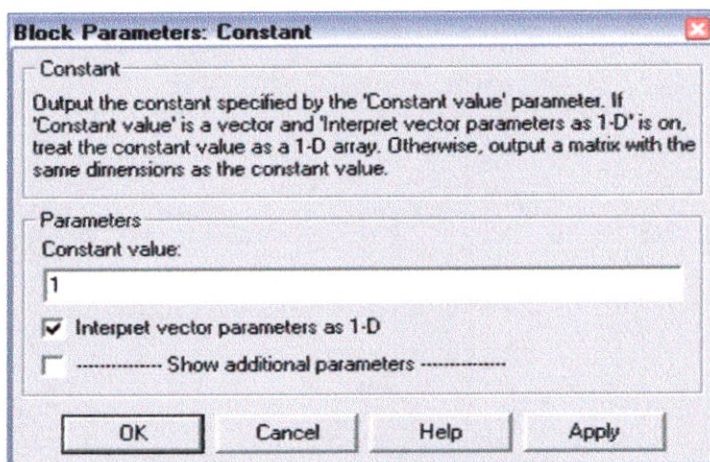 Block Parameters: Constant
Constant
Output the constant specified by the 'Constant value' parameter. If
'Constant value' is a vector and 'Interpret vector parameters as 1-D' is on,
treat the constant value as a 1-D array. Otherwise, output a matrix with the
same dimensions as the constant value.
Parameters
Constant value:
1
Interpret vector parameters as 1-D
--------------- Show additional parameters ---------------
OK Cancel Help Apply